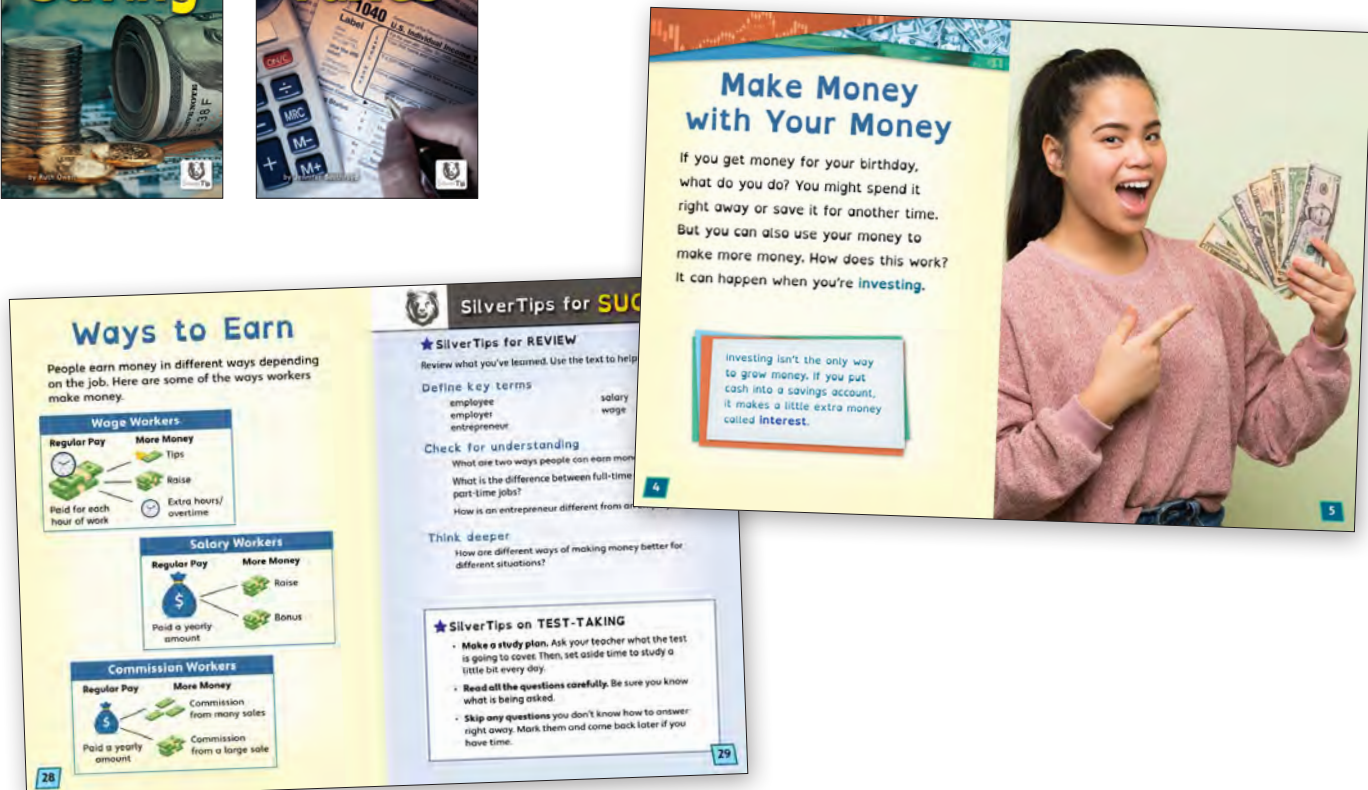 Saving
Taxes
1040
U.S. Individual Income T
Label
ON/C
MRC
M−
M+
by Ruth Owen
SilverTip
by
SilverTip
Make Money
with Your Money
If you get money for your birthday,
what do you do? You might spend it
right away or save it for another time.
But you can also use your money to
make more money. How does this work?
It can happen when you're investing.
Investing isn't the only way
to grow money. If you put
cash into a savings account,
it makes a little extra money
called interest.
4
5
Ways to Earn
People earn money in different ways depending
on the job. Here are some of the ways workers
make money.
Wage Workers
Regular Pay
More Money
Tips
Raise
Extra hours/
overtime
Paid for each
hour of work
Salary Workers
Regular Pay
More Money
$
Raise
Bonus
Paid a yearly
amount
Commission Workers
Regular Pay
More Money
$
Commission
from many sales
Commission
from a large sale
Paid a yearly
amount
28
SilverTips for SUC
SilverTips for REVIEW
Review what you've learned. Use the text to help
Define key terms
employee
employer
entrepreneur
salary
wage
Check for understanding
What are two ways people can earn mon
What is the difference between full-time
part-time jobs?
How is an entrepreneur different from an
Think deeper
How are different ways of making money better for
different situations?
SilverTips on TEST-TAKING
• Make a study plan. Ask your teacher what the test
is going to cover. Then, set aside time to study a
little bit every day.
• Read all the questions carefully. Be sure you know
what is being asked.
• Skip any questions you don't know how to answer
right away. Mark them and come back later if you
have time.
29